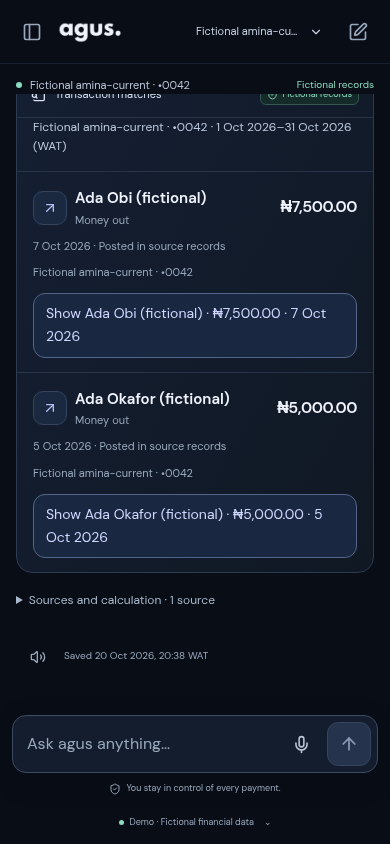 agus.
Fictional amina-cu...
Fictional amina-current · •0042
Fictional records
Transaction matches
Fictional records
Fictional amina-current · •0042 · 1 Oct 2026–31 Oct 2026
(WAT)
Ada Obi (fictional)
Money out
₦7,500.00
7 Oct 2026 · Posted in source records
Fictional amina-current · •0042
Show Ada Obi (fictional) · ₦7,500.00 · 7 Oct
2026
Ada Okafor (fictional)
Money out
₦5,000.00
5 Oct 2026 · Posted in source records
Fictional amina-current · •0042
Show Ada Okafor (fictional) · ₦5,000.00 · 5
Oct 2026
Sources and calculation · 1 source
Saved 20 Oct 2026, 20:38 WAT
Ask agus anything...
You stay in control of every payment.
Demo · Fictional financial data